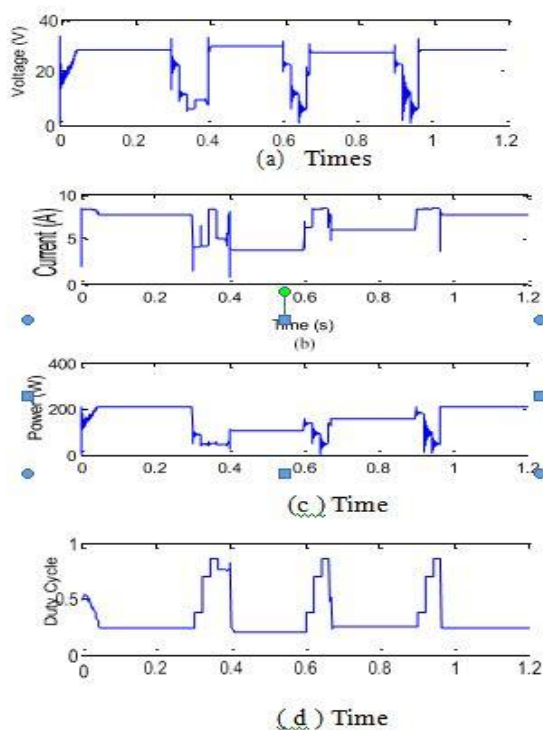 40
20
0
Voltage (V)
0 0.2 0.4 0.6 0.8 1 1.2
(a) Times
10
5
0
Current (A)
0 0.2 0.4 0.6 0.8 1 1.2
Time (s)
(b)
400
200
0
Power (W)
0 0.2 0.4 0.6 0.8 1 1.2
( c ) Time
1
0.5
0
Duty Cycle
0 0.2 0.4 0.6 0.8 1 1.2
( d ) Time